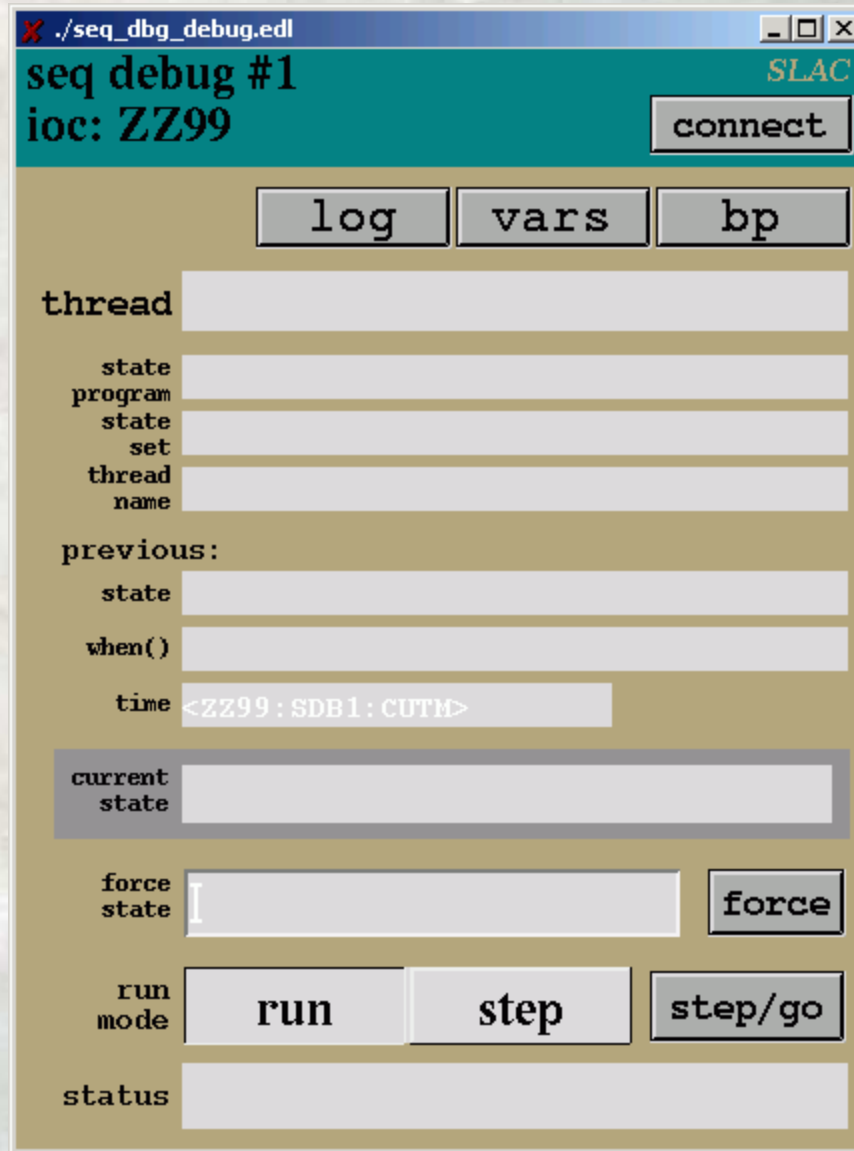 ./seq_dbg_debug.edl
seq debug #1
SLAC
ioc: ZZ99
connect
log vars bp
thread
state
program
state
set
thread
name
previous:
state
when()
time <ZZ99:SDB1:CUTM>
current
state
force
state
force
run
mode
run step step/go
status